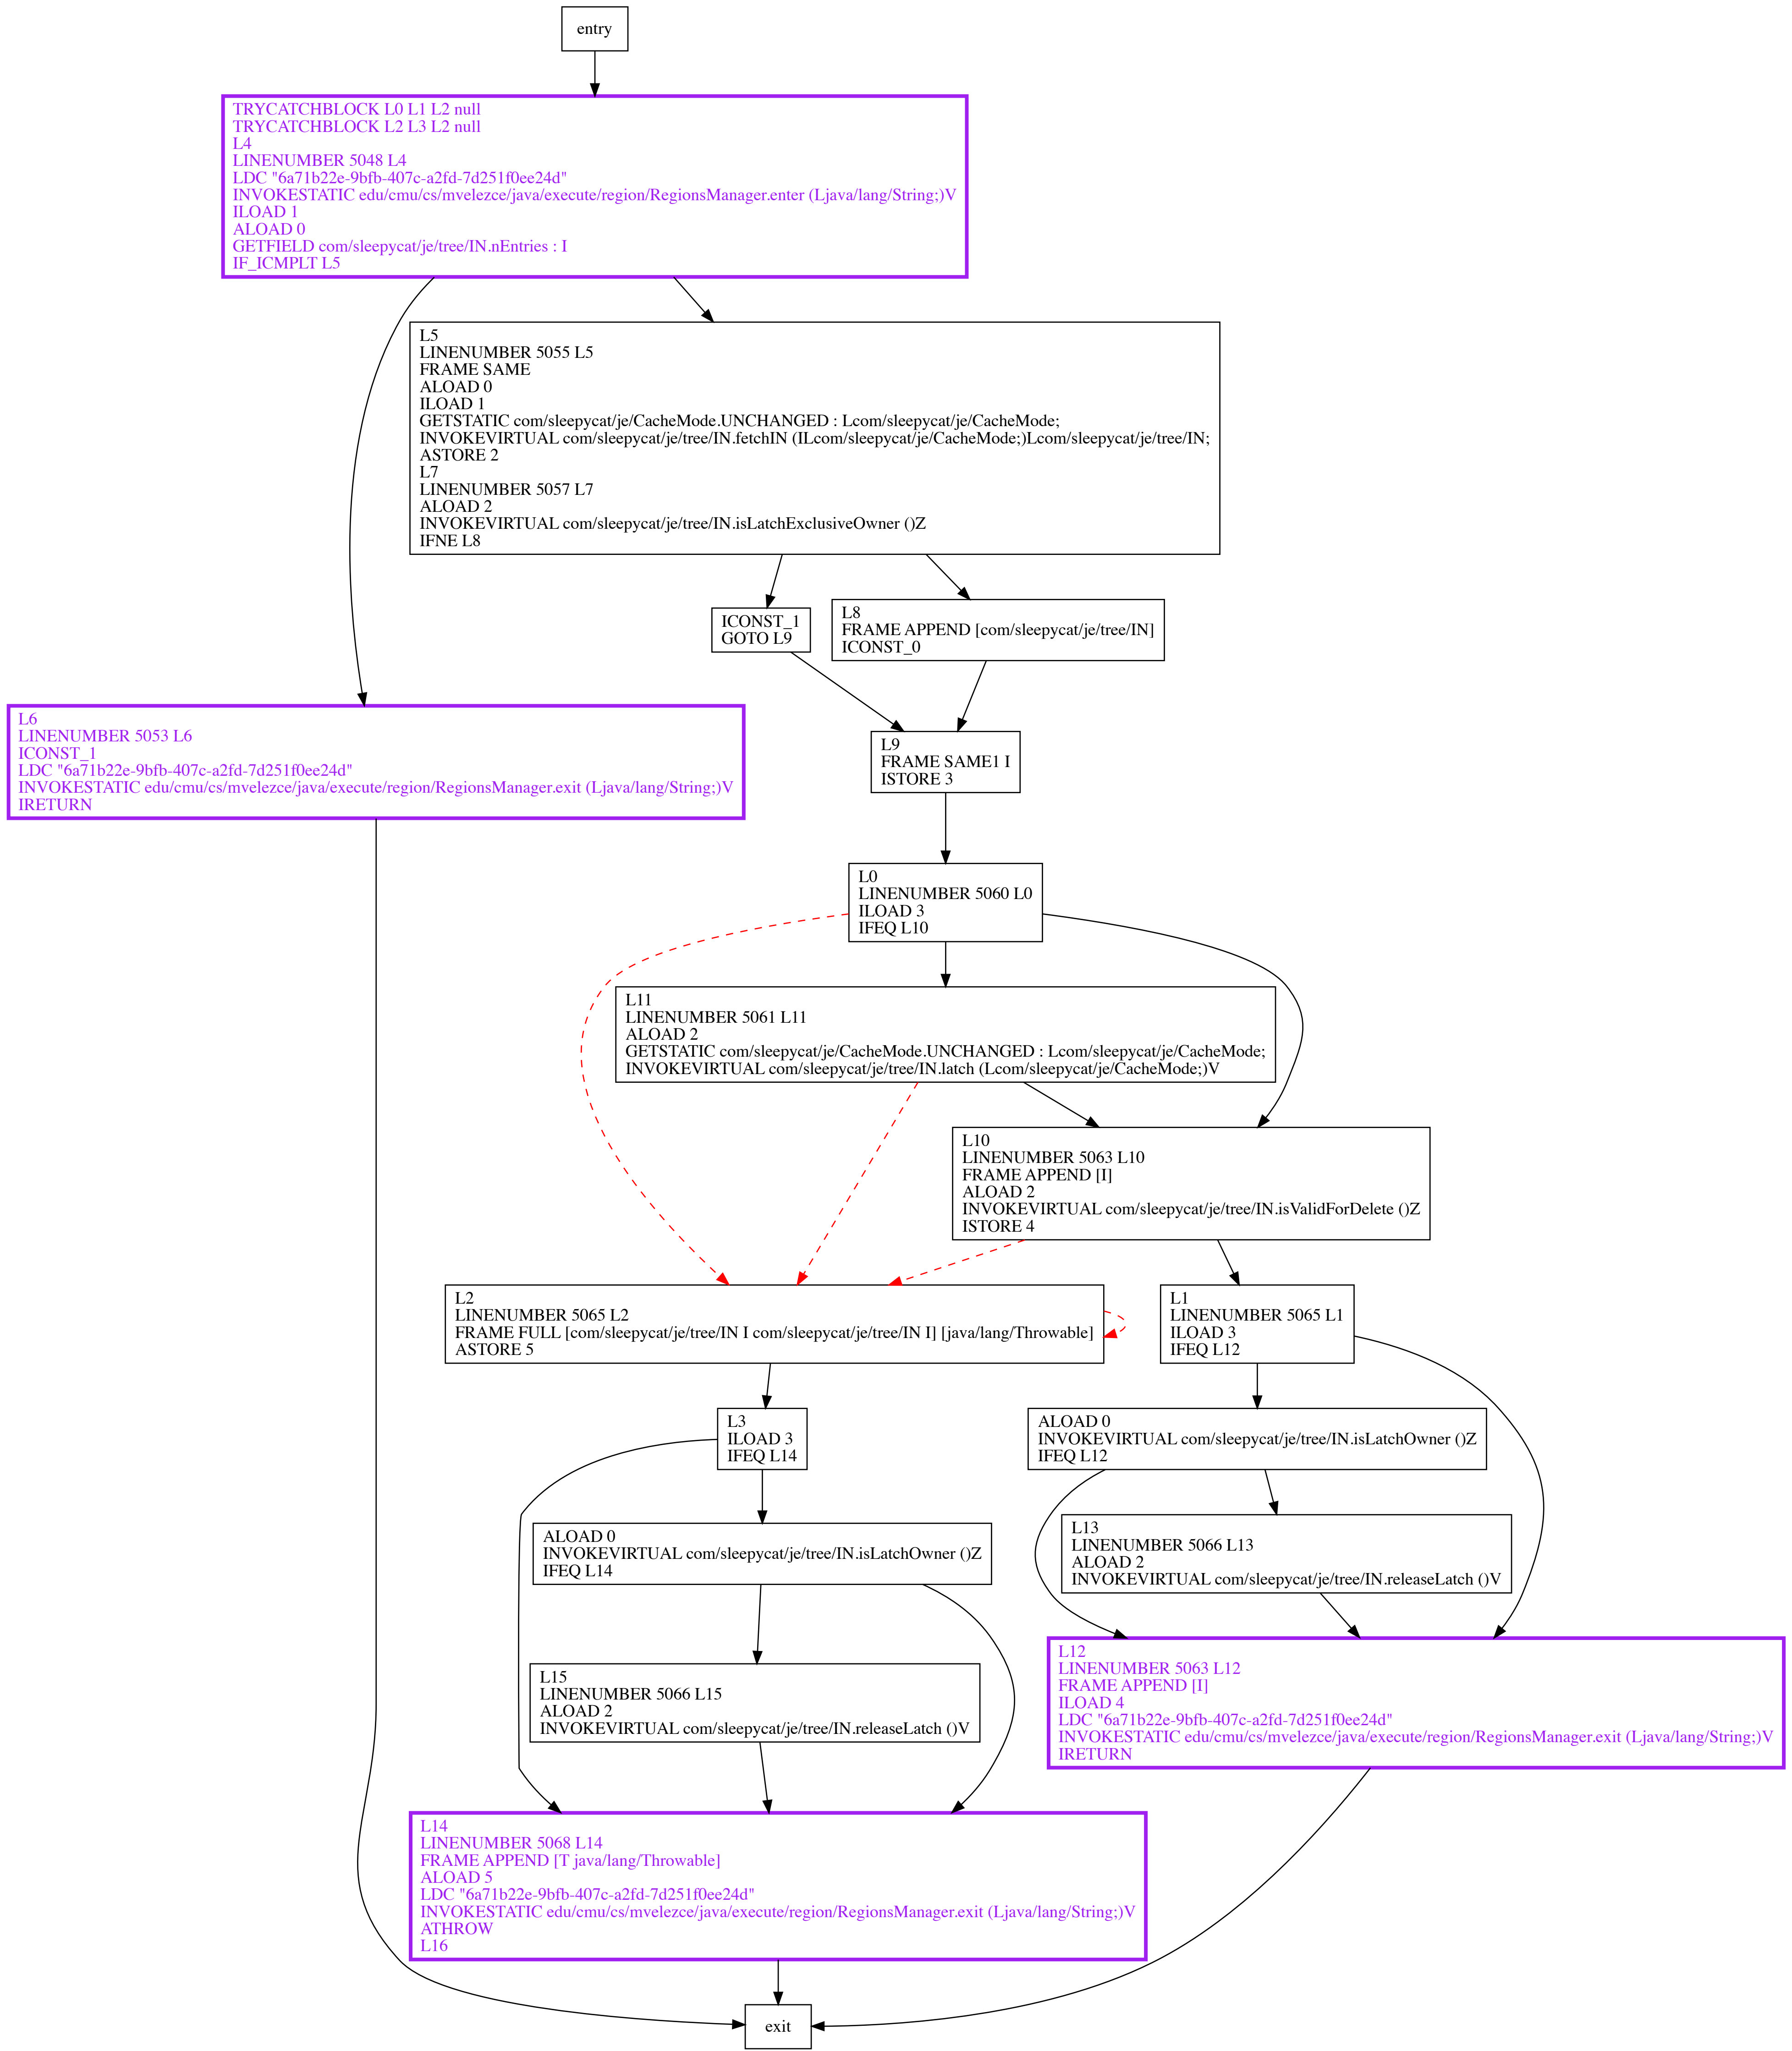 entry
TRYCATCHBLOCK L0 L1 L2 null
TRYCATCHBLOCK L2 L3 L2 null
L4
LINENUMBER 5048 L4
LDC "6a71b22e-9bfb-407c-a2fd-7d251f0ee24d"
INVOKESTATIC edu/cmu/cs/mvelezce/java/execute/region/RegionsManager.enter (Ljava/lang/String;)V
ILOAD 1
ALOAD 0
GETFIELD com/sleepycat/je/tree/IN.nEntries : I
IF_ICMPLT L5
L5
LINENUMBER 5055 L5
FRAME SAME
ALOAD 0
ILOAD 1
GETSTATIC com/sleepycat/je/CacheMode.UNCHANGED : Lcom/sleepycat/je/CacheMode;
INVOKEVIRTUAL com/sleepycat/je/tree/IN.fetchIN (ILcom/sleepycat/je/CacheMode;)Lcom/sleepycat/je/tree/IN;
ASTORE 2
L7
LINENUMBER 5057 L7
ALOAD 2
INVOKEVIRTUAL com/sleepycat/je/tree/IN.isLatchExclusiveOwner ()Z
IFNE L8
ICONST_1
GOTO L9
L8
FRAME APPEND [com/sleepycat/je/tree/IN]
ICONST_0
L6
LINENUMBER 5053 L6
ICONST_1
LDC "6a71b22e-9bfb-407c-a2fd-7d251f0ee24d"
INVOKESTATIC edu/cmu/cs/mvelezce/java/execute/region/RegionsManager.exit (Ljava/lang/String;)V
IRETURN
L9
FRAME SAME1 I
ISTORE 3
L0
LINENUMBER 5060 L0
ILOAD 3
IFEQ L10
L11
LINENUMBER 5061 L11
ALOAD 2
GETSTATIC com/sleepycat/je/CacheMode.UNCHANGED : Lcom/sleepycat/je/CacheMode;
INVOKEVIRTUAL com/sleepycat/je/tree/IN.latch (Lcom/sleepycat/je/CacheMode;)V
L10
LINENUMBER 5063 L10
FRAME APPEND [I]
ALOAD 2
INVOKEVIRTUAL com/sleepycat/je/tree/IN.isValidForDelete ()Z
ISTORE 4
L2
LINENUMBER 5065 L2
FRAME FULL [com/sleepycat/je/tree/IN I com/sleepycat/je/tree/IN I] [java/lang/Throwable]
ASTORE 5
L1
LINENUMBER 5065 L1
ILOAD 3
IFEQ L12
L3
ILOAD 3
IFEQ L14
ALOAD 0
INVOKEVIRTUAL com/sleepycat/je/tree/IN.isLatchOwner ()Z
IFEQ L12
L13
LINENUMBER 5066 L13
ALOAD 2
INVOKEVIRTUAL com/sleepycat/je/tree/IN.releaseLatch ()V
ALOAD 0
INVOKEVIRTUAL com/sleepycat/je/tree/IN.isLatchOwner ()Z
IFEQ L14
L15
LINENUMBER 5066 L15
ALOAD 2
INVOKEVIRTUAL com/sleepycat/je/tree/IN.releaseLatch ()V
L12
LINENUMBER 5063 L12
FRAME APPEND [I]
ILOAD 4
LDC "6a71b22e-9bfb-407c-a2fd-7d251f0ee24d"
INVOKESTATIC edu/cmu/cs/mvelezce/java/execute/region/RegionsManager.exit (Ljava/lang/String;)V
IRETURN
L14
LINENUMBER 5068 L14
FRAME APPEND [T java/lang/Throwable]
ALOAD 5
LDC "6a71b22e-9bfb-407c-a2fd-7d251f0ee24d"
INVOKESTATIC edu/cmu/cs/mvelezce/java/execute/region/RegionsManager.exit (Ljava/lang/String;)V
ATHROW
L16
exit